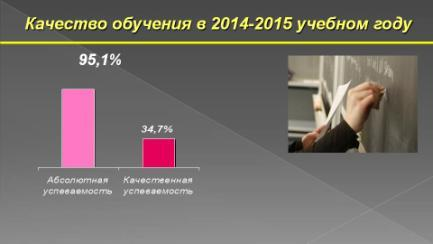 Качество обучения в 2014-2015 учебном году
95,1%
34,7%
Абсолютная
успеваемость
Качественная
успеваемость